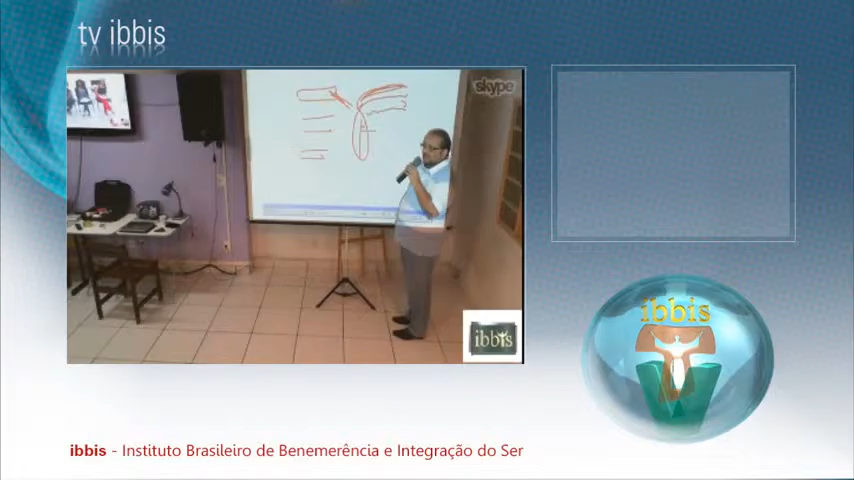 tv ibbis
skype
ibbis
ibbis
ibbis - Instituto Brasileiro de Benemerência e Integração do Ser